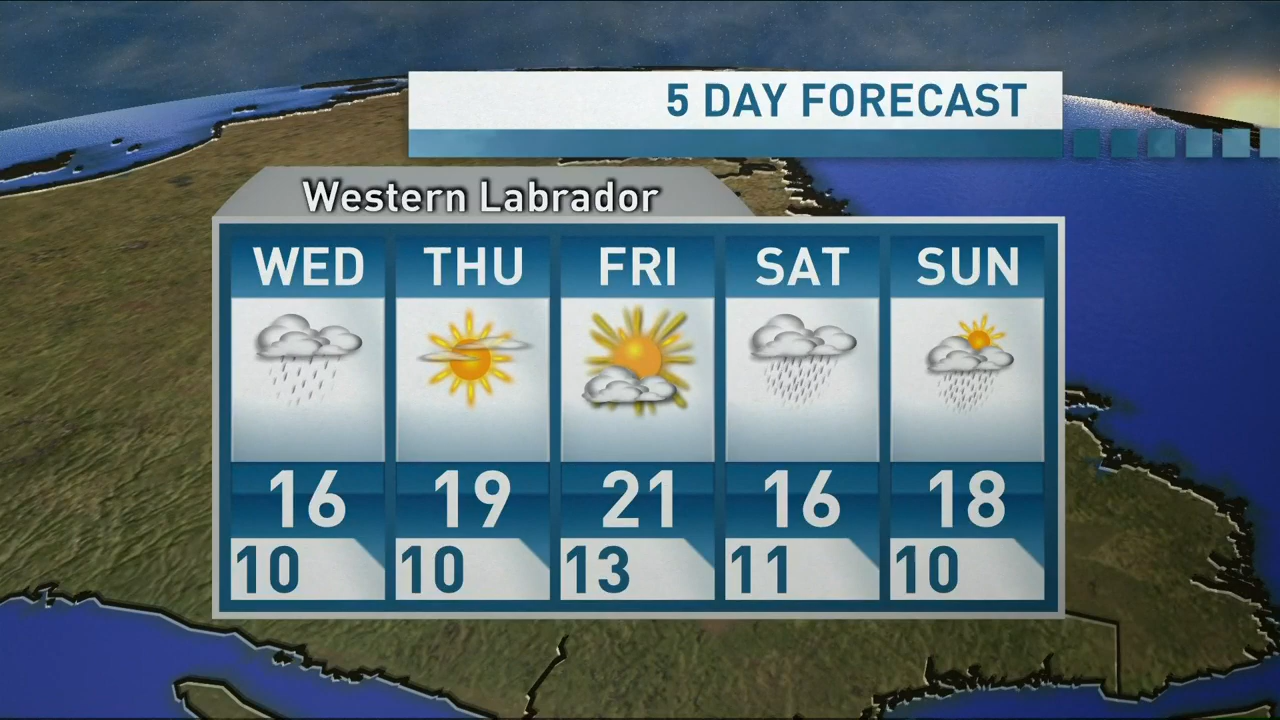 5 DAY FORECAST
Western Labrador
WED THU FRI SAT SUN
16 19 21 16 18
10 10 13 11 10